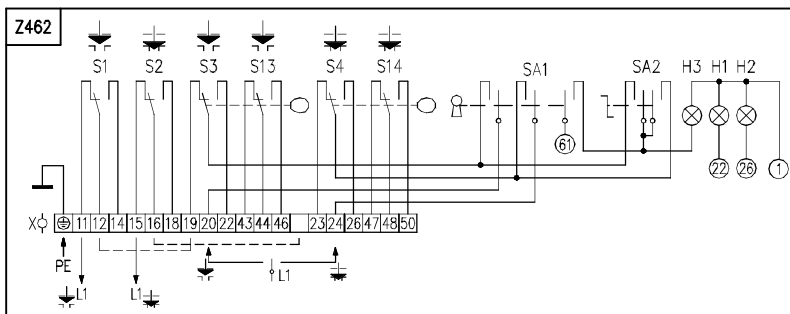 Z462
S1 S2 S3 S13 S4 S14 SA1 SA2 H3 H1 H2
61
22 26 1
X 11 12 14 15 16 18 19 20 22 43 44 46 23 24 26 47 48 50
PE L1 L1 L1